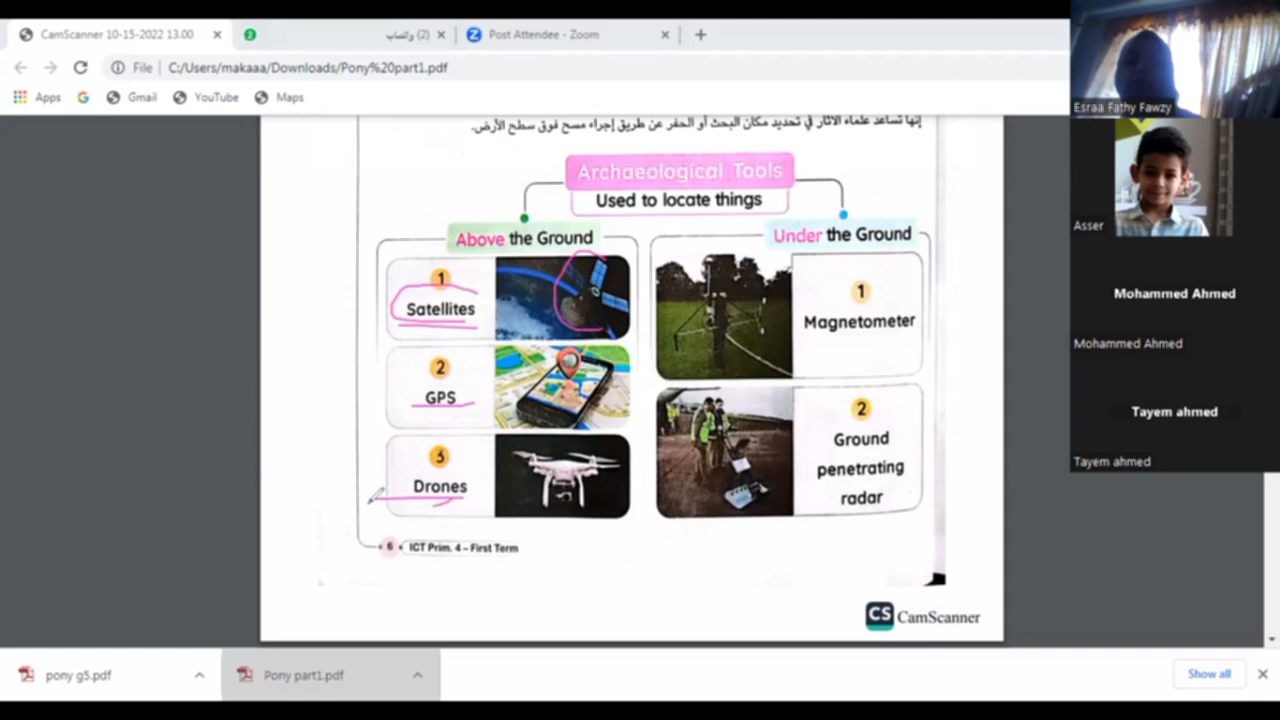 CamScanner 10-15-2022 13.00
2
واتساب (2)
Post Attendee - Zoom
File
C:/Users/makaaa/Downloads/Pony%20part1.pdf
Apps
Gmail
YouTube
Maps
إنها تساعد علماء الآثار في تحديد مكان البحث أو الحفر عن طريق إجراء مسح فوق سطح الأرض.
Archaeological Tools
Used to locate things
Above the Ground
1
Satellites
2
GPS
3
Drones
Under the Ground
1
Magnetometer
2
Ground
penetrating
radar
6 • ICT Prim. 4 – First Term
CS CamScanner
Esraa Fathy Fawzy
Asser
Mohammed Ahmed
Mohammed Ahmed
Tayem ahmed
Tayem ahmed
pony g5.pdf
Pony part1.pdf
Show all